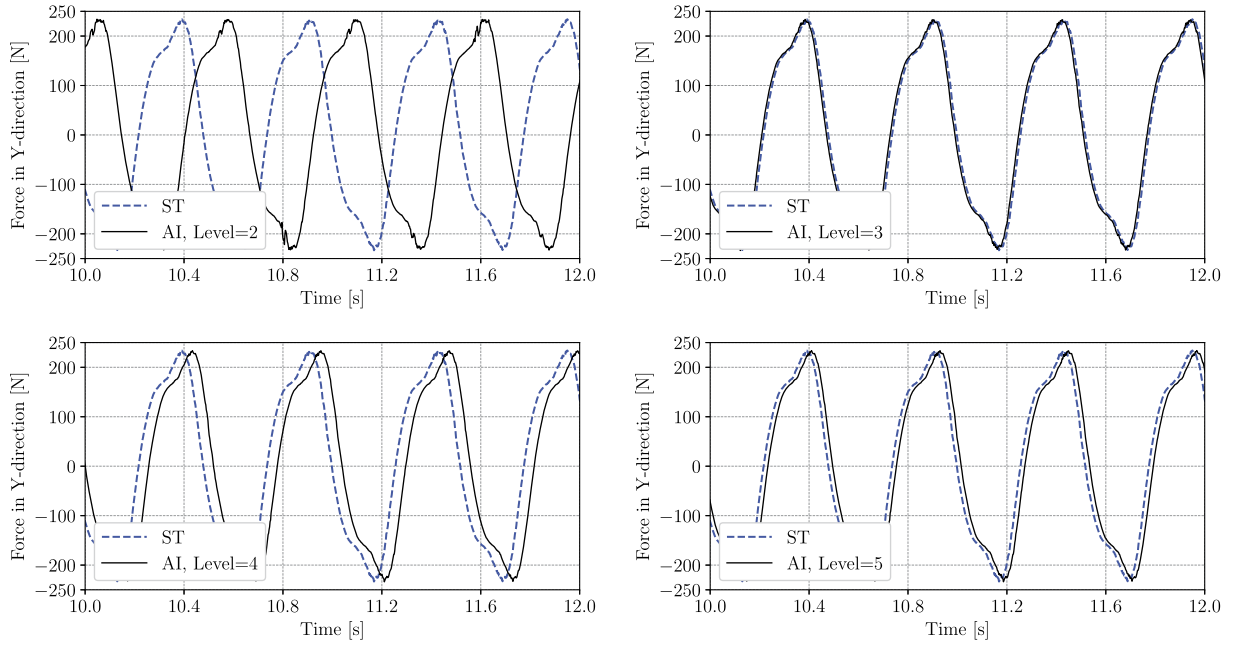 250
200
100
0
−100
−200
−250
Force in Y-direction [N]
ST
AI, Level=2
10.0 10.4 10.8 11.2 11.6 12.0
Time [s]
250
200
100
0
−100
−200
−250
Force in Y-direction [N]
ST
AI, Level=3
10.0 10.4 10.8 11.2 11.6 12.0
Time [s]
250
200
100
0
−100
−200
−250
Force in Y-direction [N]
ST
AI, Level=4
10.0 10.4 10.8 11.2 11.6 12.0
Time [s]
250
200
100
0
−100
−200
−250
Force in Y-direction [N]
ST
AI, Level=5
10.0 10.4 10.8 11.2 11.6 12.0
Time [s]